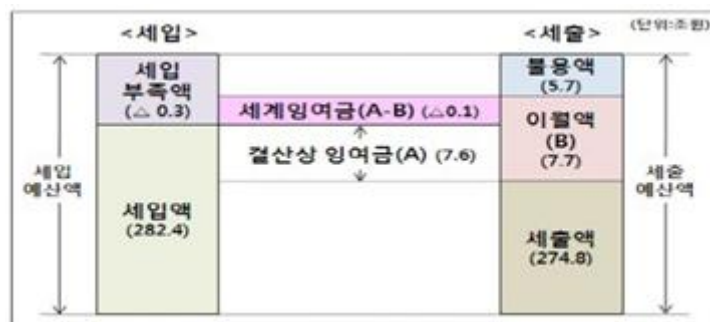 <세입>
<세출>
(단위:조원)
세입
부족액
(△ 0.3)
불용액
(5.7)
세계잉여금(A-B) (△0.1)
이월액
(B)
(7.7)
결산상 잉여금(A) (7.6)
세입
예산액
세출
예산액
세입액
(282.4)
세출액
(274.8)